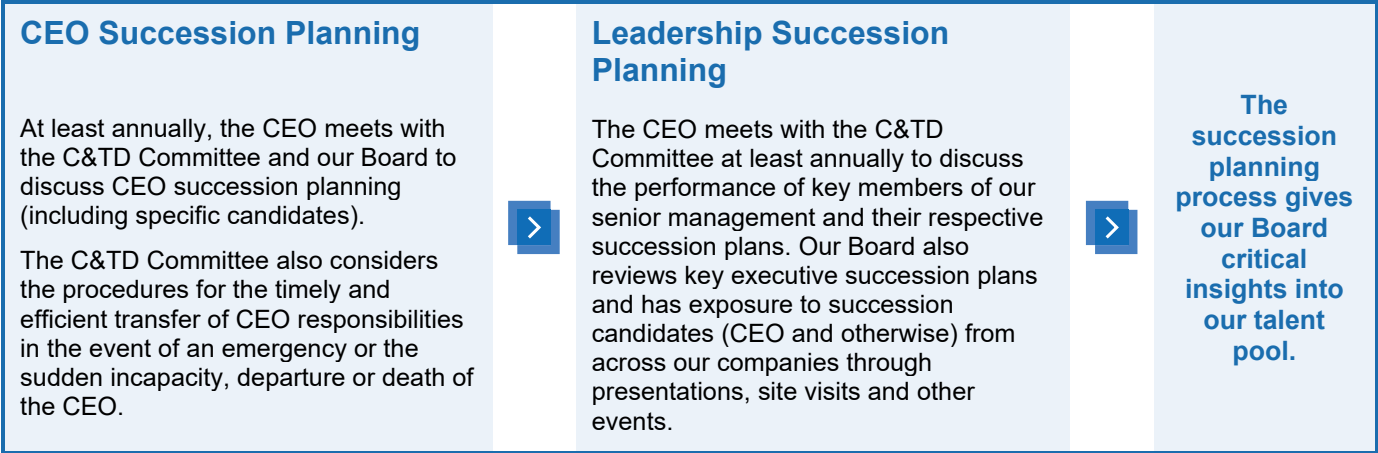 CEO Succession Planning
At least annually, the CEO meets with
the C&TD Committee and our Board to
discuss CEO succession planning
(including specific candidates).
The C&TD Committee also considers
the procedures for the timely and
efficient transfer of CEO responsibilities
in the event of an emergency or the
sudden incapacity, departure or death of
the CEO.
Leadership Succession
Planning
The CEO meets with the C&TD
Committee at least annually to discuss
the performance of key members of our
senior management and their respective
succession plans. Our Board also
reviews key executive succession plans
and has exposure to succession
candidates (CEO and otherwise) from
across our companies through
presentations, site visits and other
events.
The
succession
planning
process gives
our Board
critical
insights into
our talent
pool.